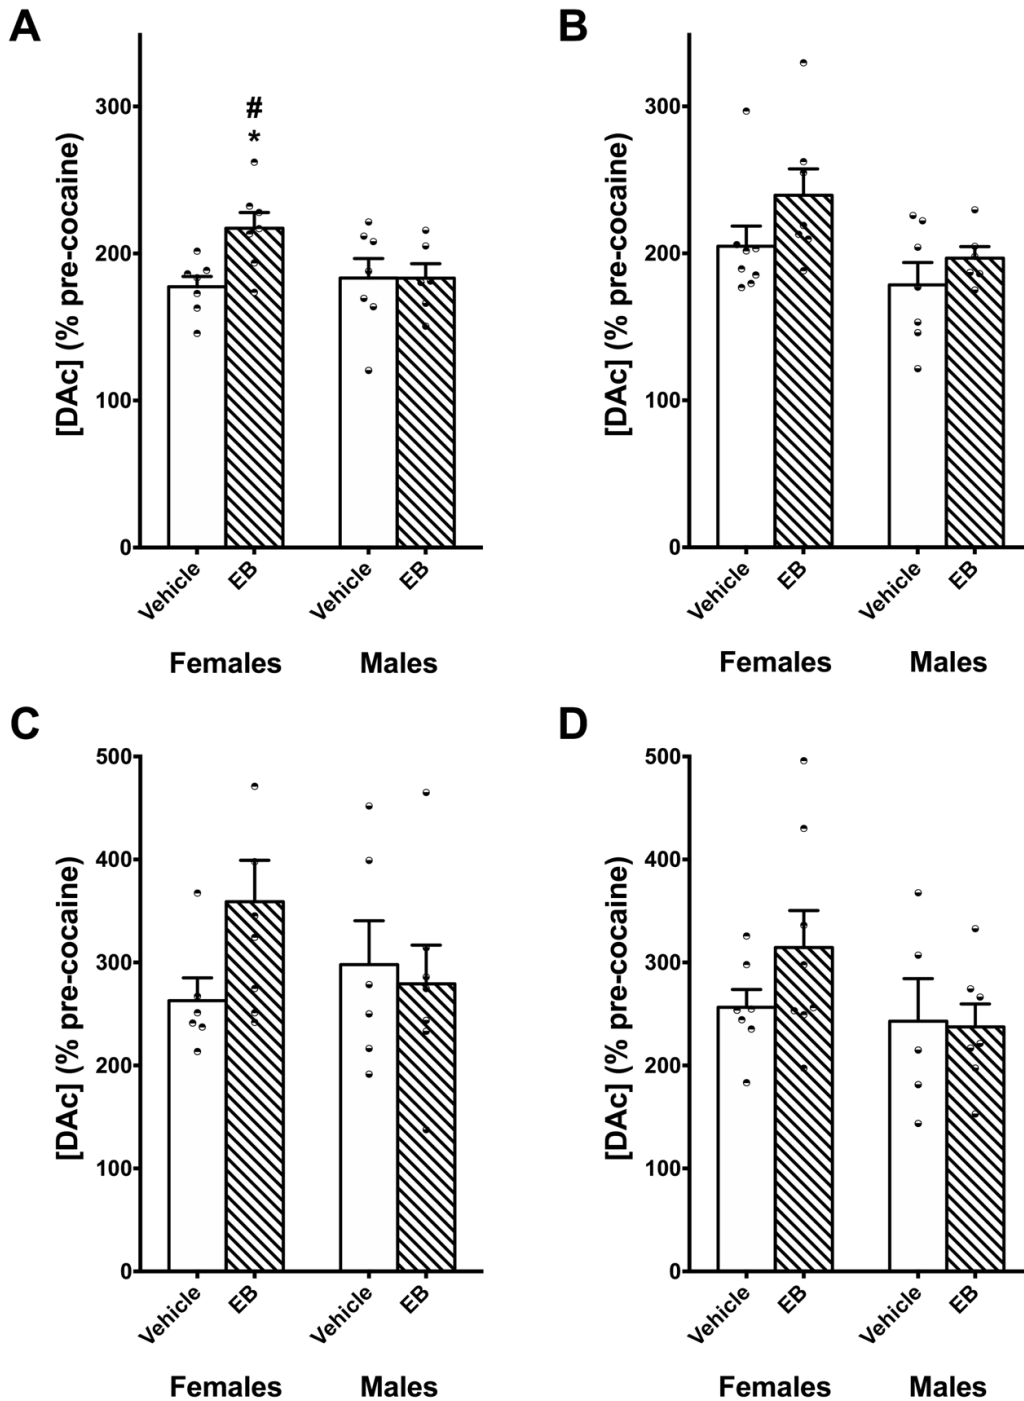 A
[DAc] (% pre-cocaine)
300
200
100
0
#
*
Vehicle
EB
Vehicle
EB
Females
Males
B
[DAc] (% pre-cocaine)
300
200
100
0
Vehicle
EB
Vehicle
EB
Females
Males
C
[DAc] (% pre-cocaine)
500
400
300
200
100
0
Vehicle
EB
Vehicle
EB
Females
Males
D
[DAc] (% pre-cocaine)
500
400
300
200
100
0
Vehicle
EB
Vehicle
EB
Females
Males